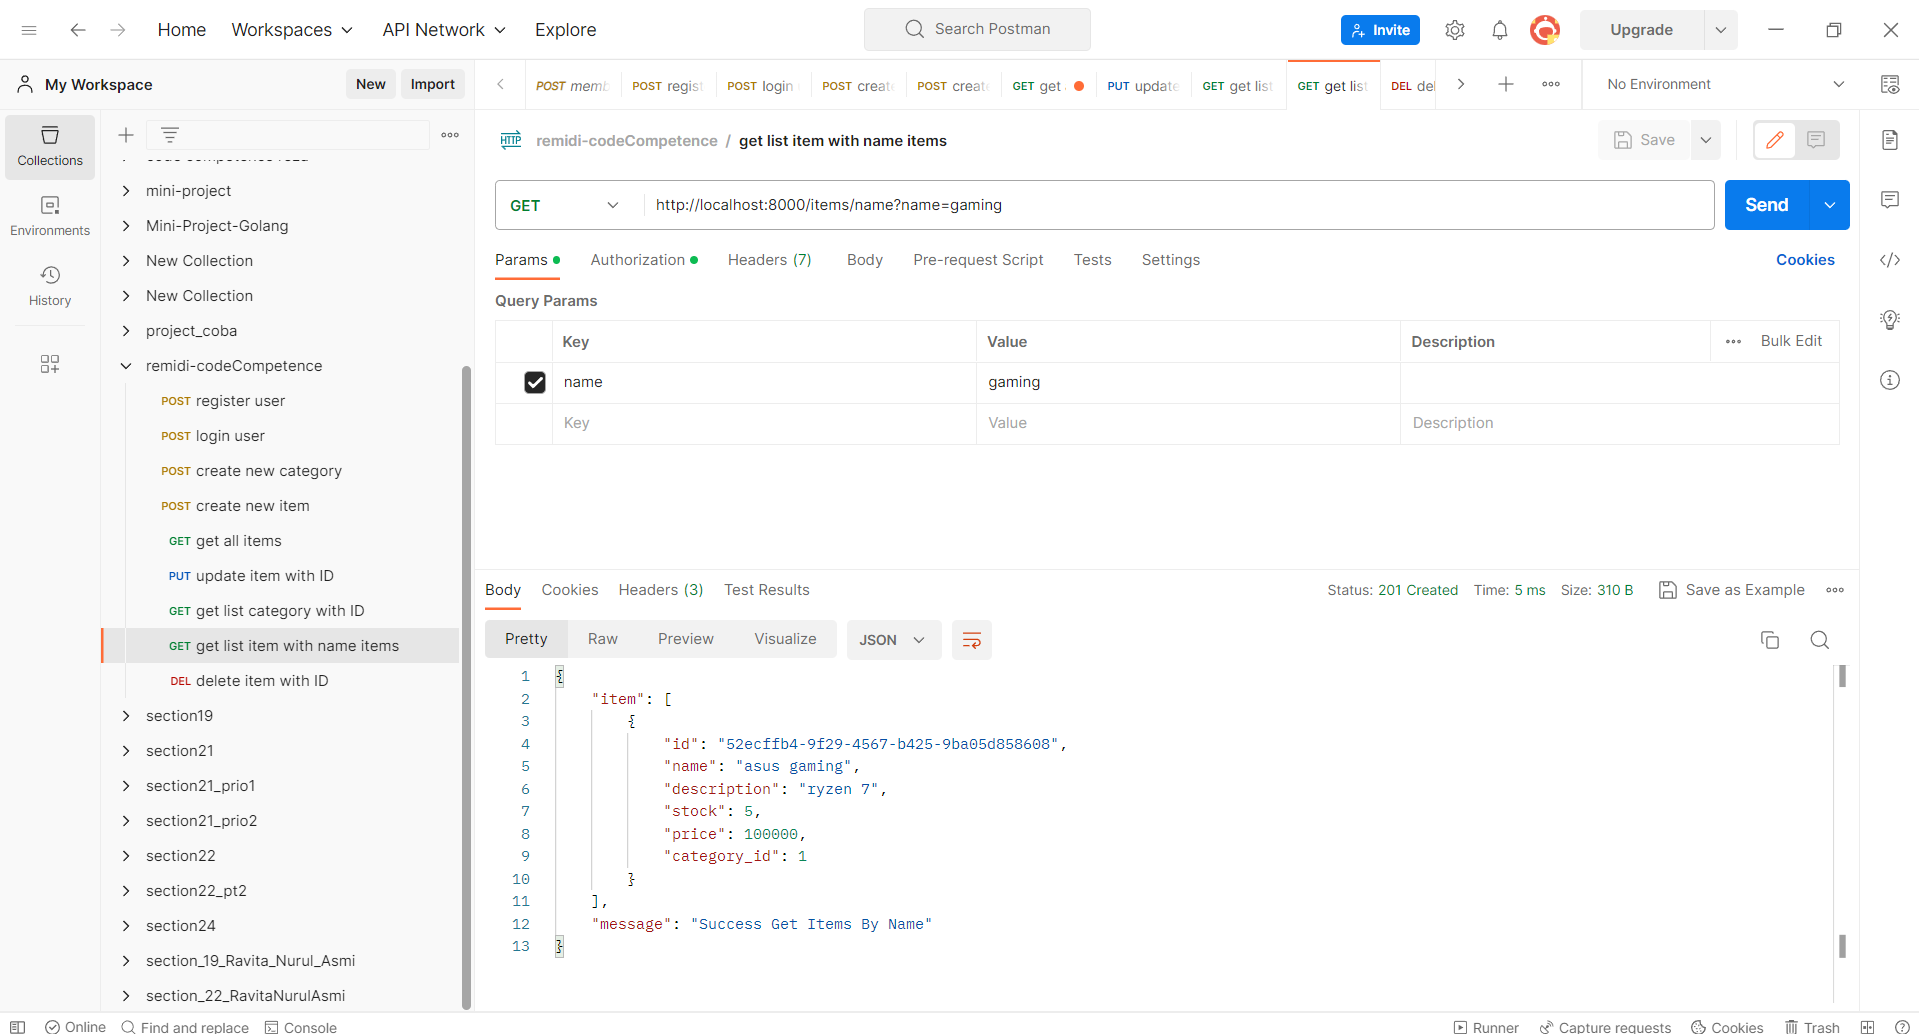 Home Workspaces API Network Explore Search Postman Invite Upgrade
My Workspace New Import POST memb POST regist POST login POST creat POST creat GET get PUT update GET get list GET get list DEL del No Environment
Collections
Environments
History
mini-project
Mini-Project-Golang
New Collection
New Collection
project_coba
remidi-codeCompetence
POST register user
POST login user
POST create new category
POST create new item
GET get all items
PUT update item with ID
GET get list category with ID
GET get list item with name items
DEL delete item with ID
section19
section21
section21_prio1
section21_prio2
section22
section22_pt2
section24
section_19_Ravita_Nurul_Asmi
section_22_RavitaNurulAsmi
HTTP remidi-codeCompetence / get list item with name items Save
GET http://localhost:8000/items/name?name=gaming Send
Params Authorization Headers (7) Body Pre-request Script Tests Settings Cookies
Query Params
Key Value Description Bulk Edit
name gaming
Key Value Description
Body Cookies Headers (3) Test Results Status: 201 Created Time: 5 ms Size: 310 B Save as Example
Pretty Raw Preview Visualize JSON
1 {
2 "item": [
3 {
4 "id": "52ecffb4-9f29-4567-b425-9ba05d858608",
5 "name": "asus gaming",
6 "description": "ryzen 7",
7 "stock": 5,
8 "price": 100000,
9 "category_id": 1
10 }
11 ],
12 "message": "Success Get Items By Name"
13 }
Online Find and replace Console Runner Capture requests Cookies Trash